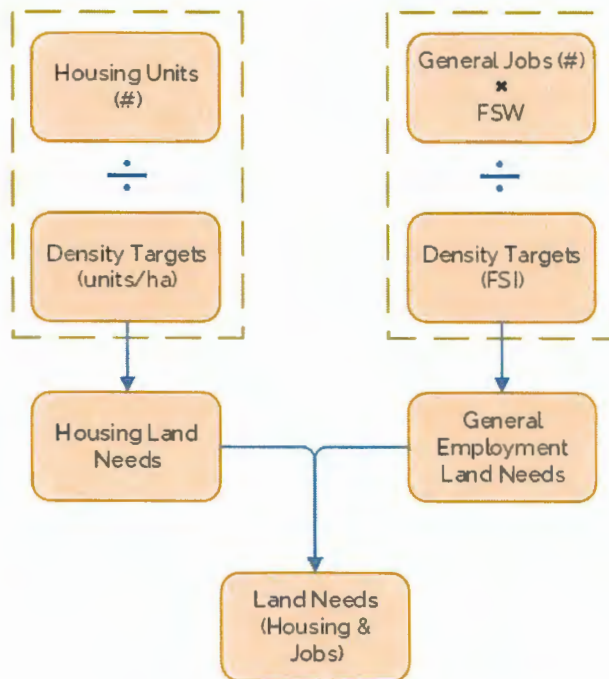 Housing Units
(#)
÷
Density Targets
(units/ha)
Housing Land
Needs
General Jobs (#)
×
FSW
÷
Density Targets
(FSI)
General
Employment
Land Needs
Land Needs
(Housing &
Jobs)